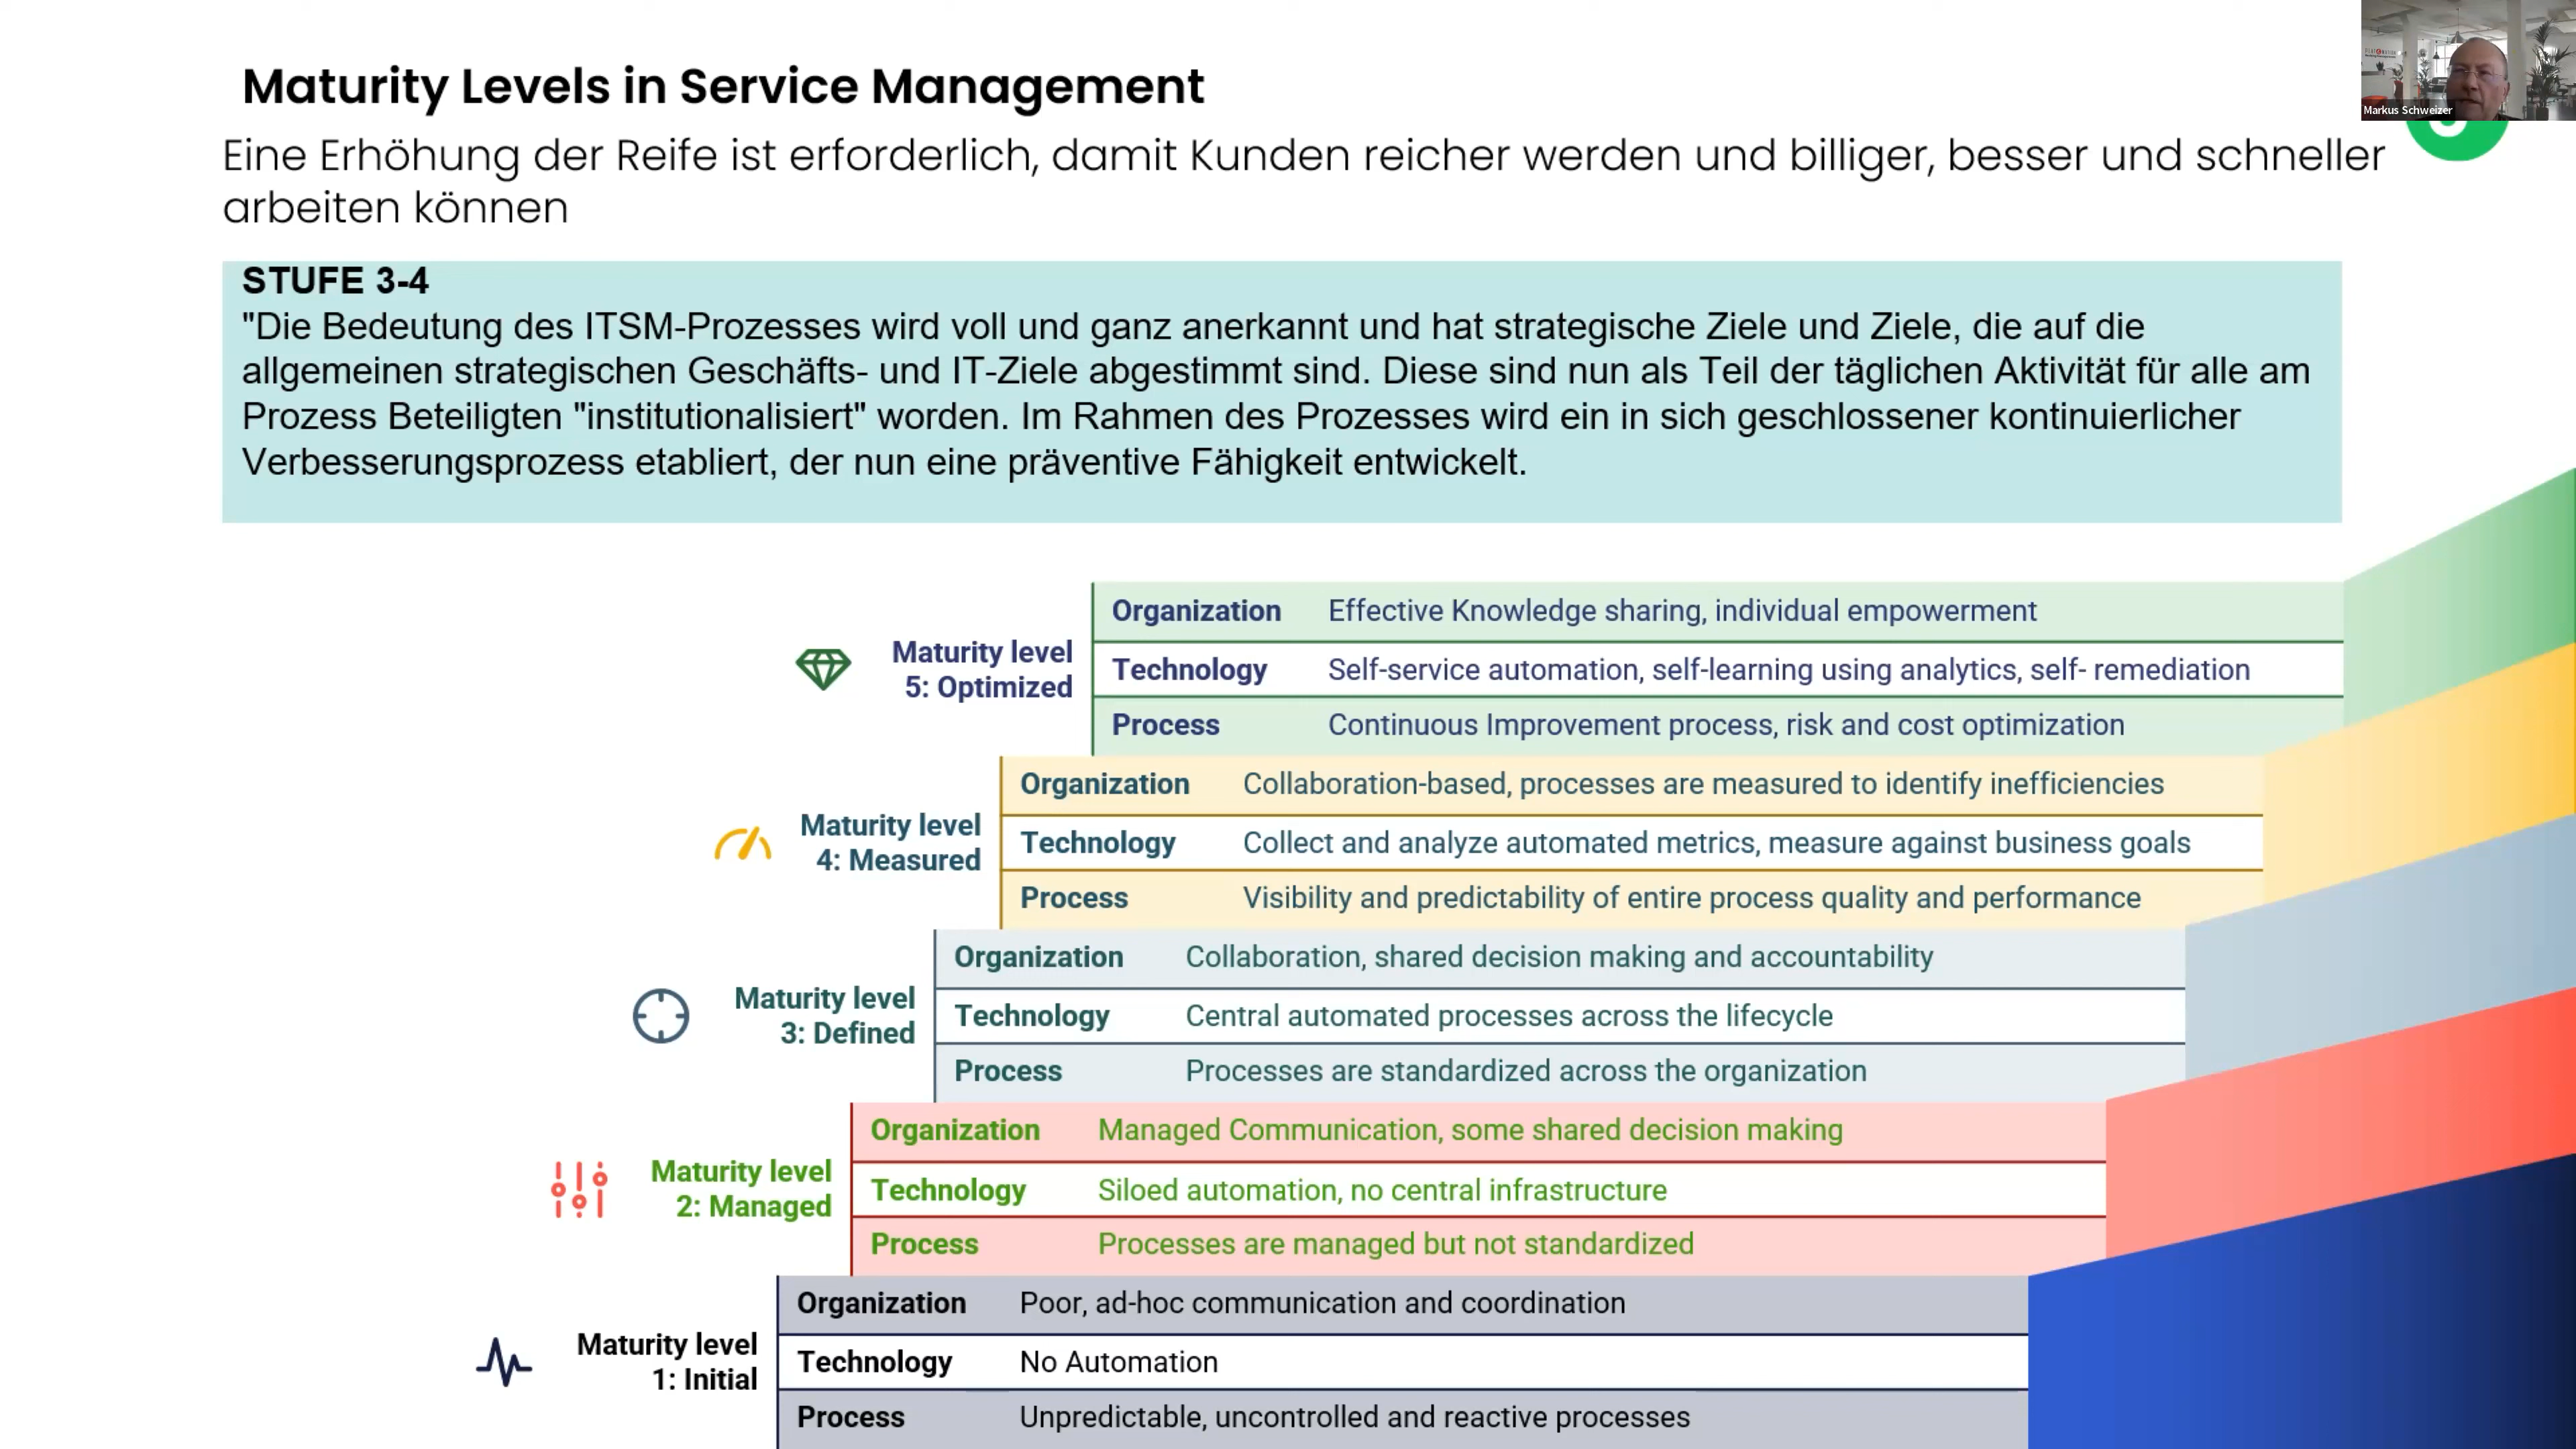 Maturity Levels in Service Management
Markus Schweizer
Eine Erhöhung der Reife ist erforderlich, damit Kunden reicher werden und billiger, besser und schneller
arbeiten können
STUFE 3-4
"Die Bedeutung des ITSM-Prozesses wird voll und ganz anerkannt und hat strategische Ziele und Ziele, die auf die
allgemeinen strategischen Geschäfts- und IT-Ziele abgestimmt sind. Diese sind nun als Teil der täglichen Aktivität für alle am
Prozess Beteiligten "institutionalisiert" worden. Im Rahmen des Prozesses wird ein in sich geschlossener kontinuierlicher
Verbesserungsprozess etabliert, der nun eine präventive Fähigkeit entwickelt.
Maturity level
5: Optimized
Organization Effective Knowledge sharing, individual empowerment
Technology Self-service automation, self-learning using analytics, self- remediation
Process Continuous Improvement process, risk and cost optimization
Maturity level
4: Measured
Organization Collaboration-based, processes are measured to identify inefficiencies
Technology Collect and analyze automated metrics, measure against business goals
Process Visibility and predictability of entire process quality and performance
Maturity level
3: Defined
Organization Collaboration, shared decision making and accountability
Technology Central automated processes across the lifecycle
Process Processes are standardized across the organization
Maturity level
2: Managed
Organization Managed Communication, some shared decision making
Technology Siloed automation, no central infrastructure
Process Processes are managed but not standardized
Maturity level
1: Initial
Organization Poor, ad-hoc communication and coordination
Technology No Automation
Process Unpredictable, uncontrolled and reactive processes